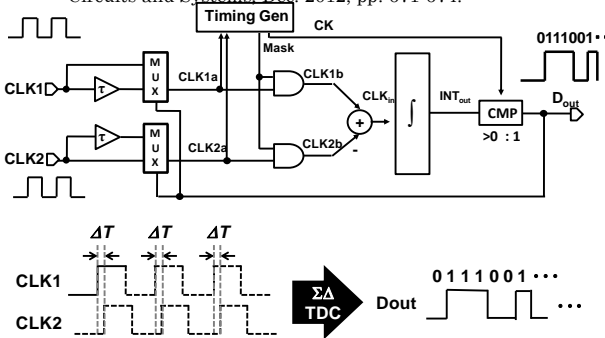 Circuits and Systems, Dec. 2012, pp. 671-674.
Timing Gen
CK
Mask
0111001···
M
U
X
CLK1a
CLK1b
CLK1
τ
CLKin
INTout
Dout
+
∫
CMP
>0 : 1
CLK2
τ
M
U
X
CLK2a
CLK2b
-
ΔT ΔT ΔT
CLK1
CLK2
ΣΔ
TDC
Dout
0 1 1 1 0 0 1 ···
···